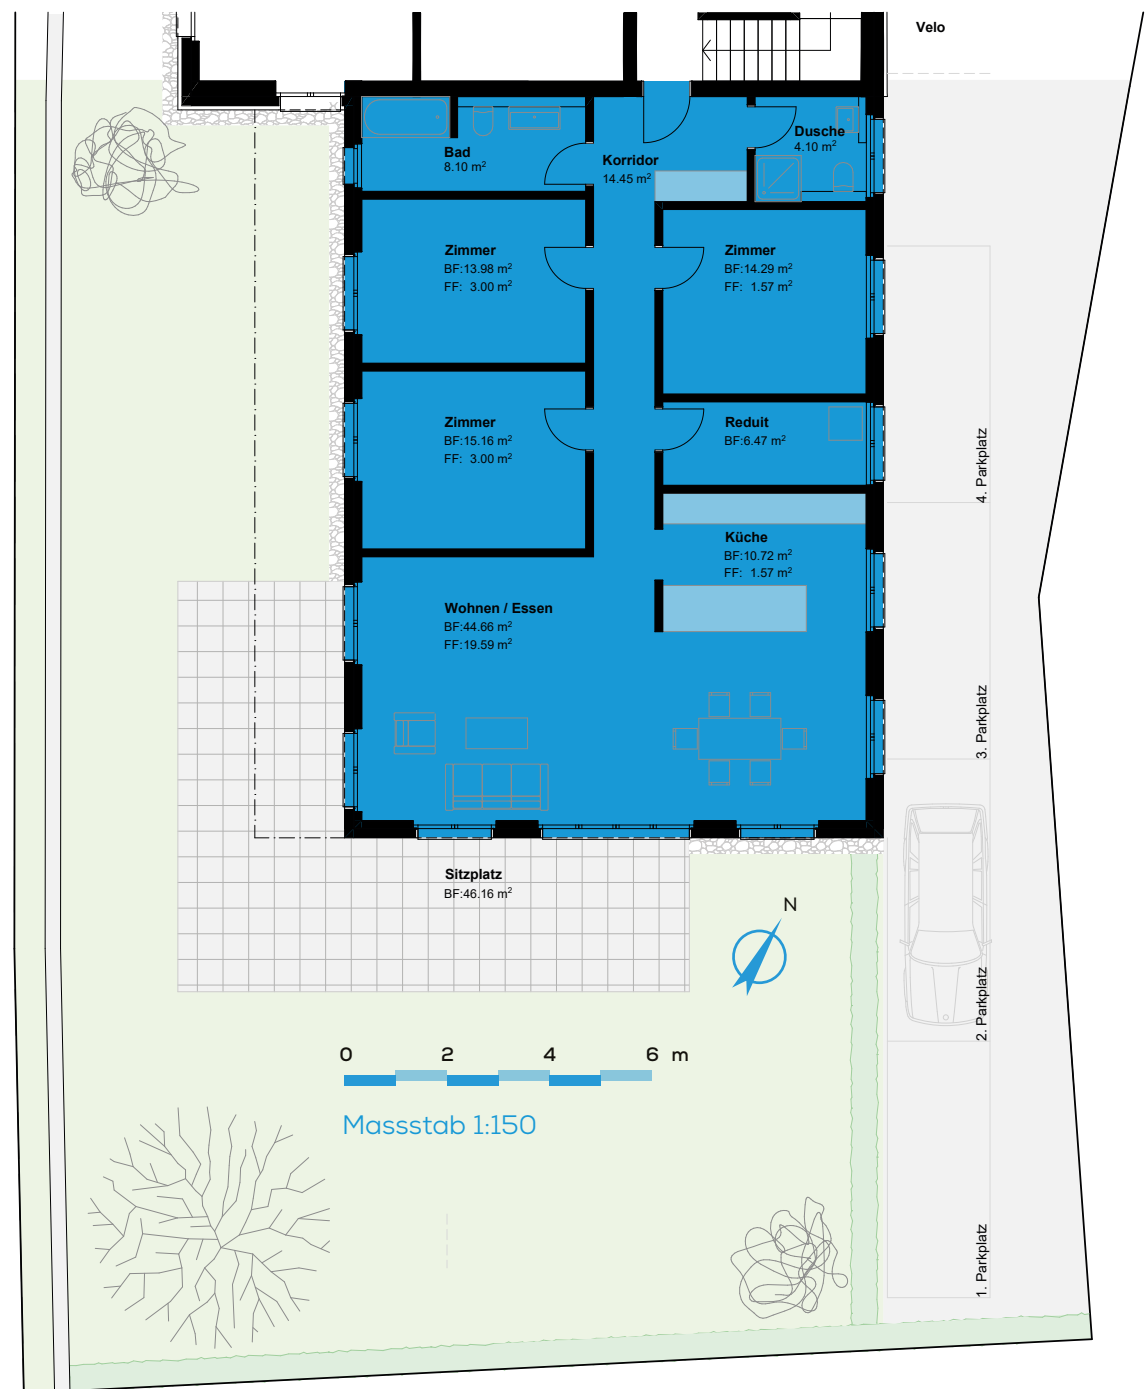 Velo
Bad
8.10 m²
Korridor
14.45 m²
Dusche
4.10 m²
Zimmer
BF:13.98 m²
FF: 3.00 m²
Zimmer
BF:14.29 m²
FF: 1.57 m²
Zimmer
BF:15.16 m²
FF: 3.00 m²
Reduit
BF:6.47 m²
Küche
BF:10.72 m²
FF: 1.57 m²
Wohnen / Essen
BF:44.66 m²
FF:19.59 m²
Sitzplatz
BF:46.16 m²
4. Parkplatz
3. Parkplatz
2. Parkplatz
1. Parkplatz
N
0 2 4 6 m
Massstab 1:150